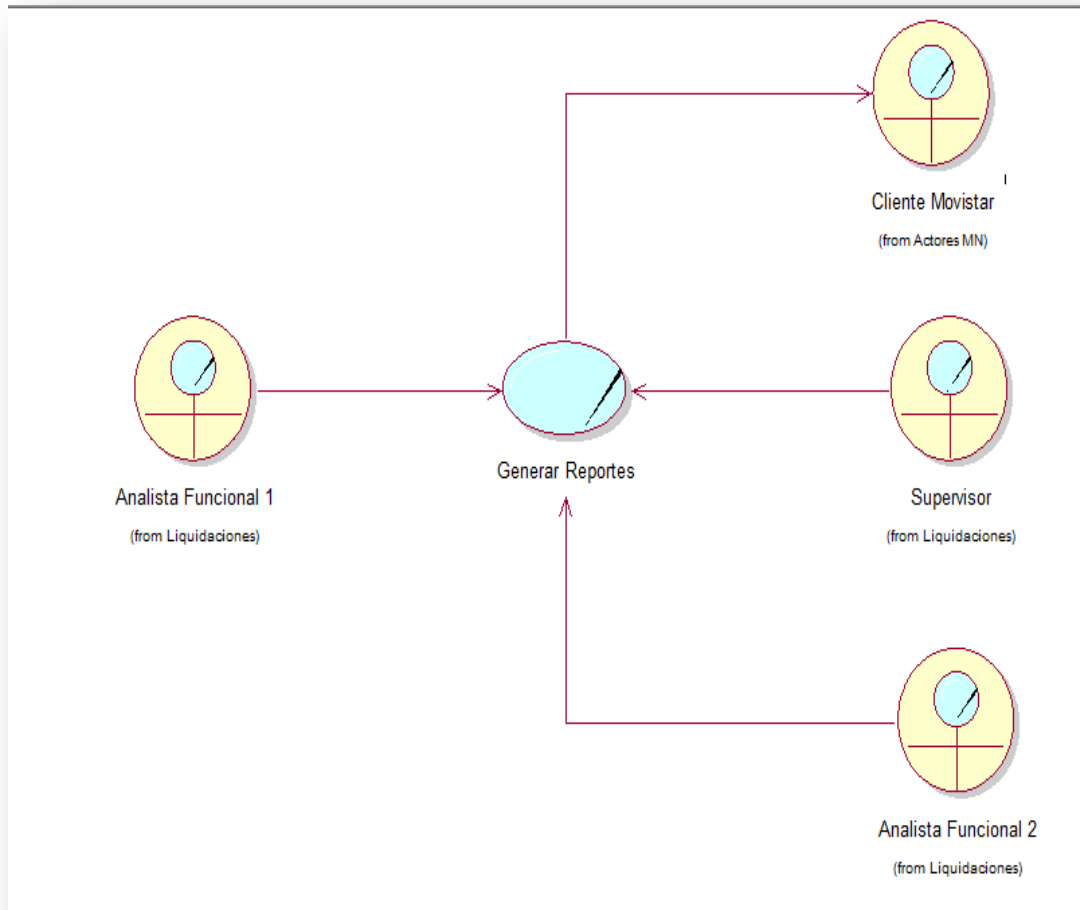 Cliente Movistar
(from Actores MN)
Analista Funcional 1
(from Liquidaciones)
Generar Reportes
Supervisor
(from Liquidaciones)
Analista Funcional 2
(from Liquidaciones)